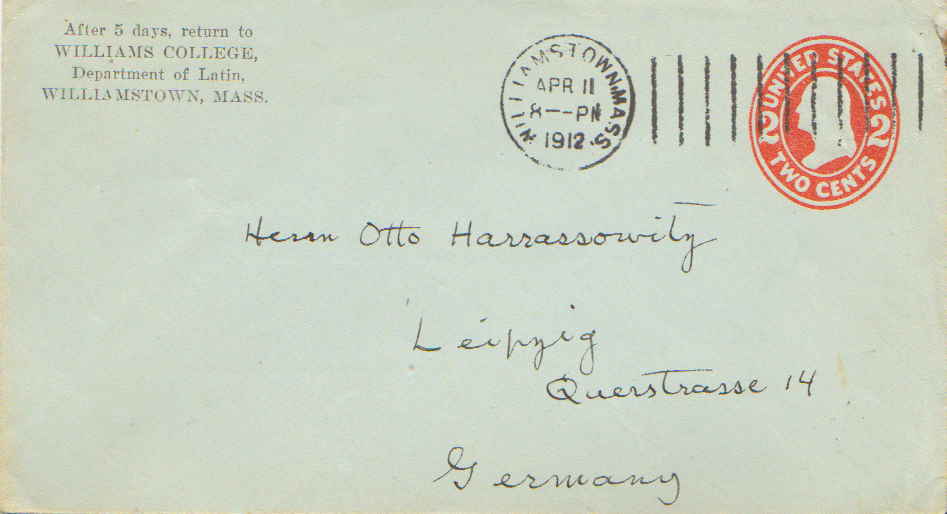 After 5 days, return to
WILLIAMS COLLEGE,
Department of Latin,
WILLIAMSTOWN, MASS.
WILLIAMSTOWN, MASS.
APR 11
8--PM
1912
UNITED STATES
2 2
TWO CENTS
Herrn Otto Harrassowitz
Leipzig
Querstrasse 14
Germany